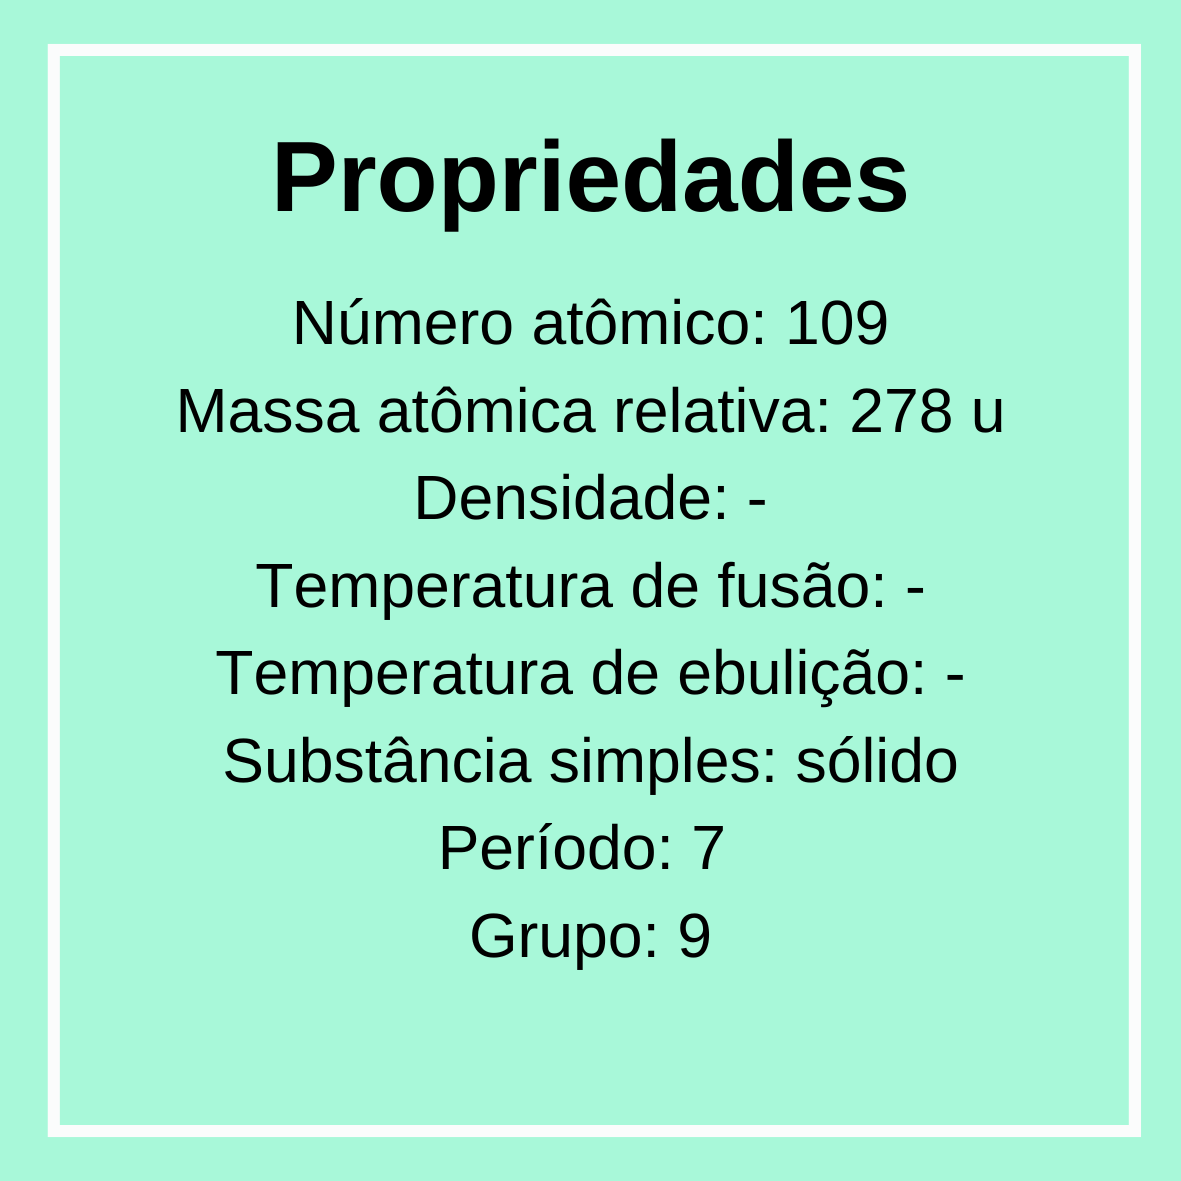 Propriedades
Número atômico: 109
Massa atômica relativa: 278 u
Densidade: -
Temperatura de fusão: -
Temperatura de ebulição: -
Substância simples: sólido
Período: 7
Grupo: 9